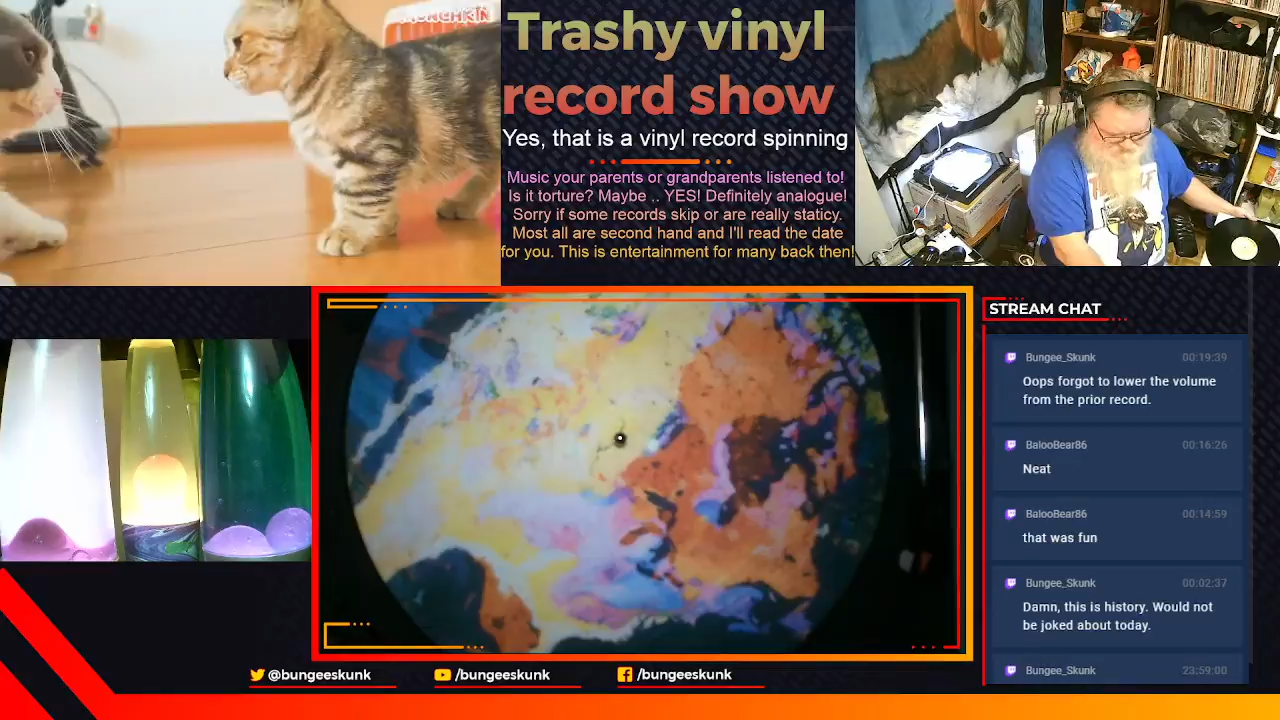 MUNCHKIN
Trashy vinyl
record show
Yes, that is a vinyl record spinning
Music your parents or grandparents listened to!
Is it torture? Maybe .. YES! Definitely analogue!
Sorry if some records skip or are really staticy.
Most all are second hand and I'll read the date
for you. This is entertainment for many back then!
STREAM CHAT
Bungee_Skunk 00:19:39
Oops forgot to lower the volume
from the prior record.
BalooBear86 00:16:26
Neat
BalooBear86 00:14:59
that was fun
Bungee_Skunk 00:02:37
Damn, this is history. Would not
be joked about today.
Bungee_Skunk 23:59:00
@bungeeskunk
/bungeeskunk
/bungeeskunk